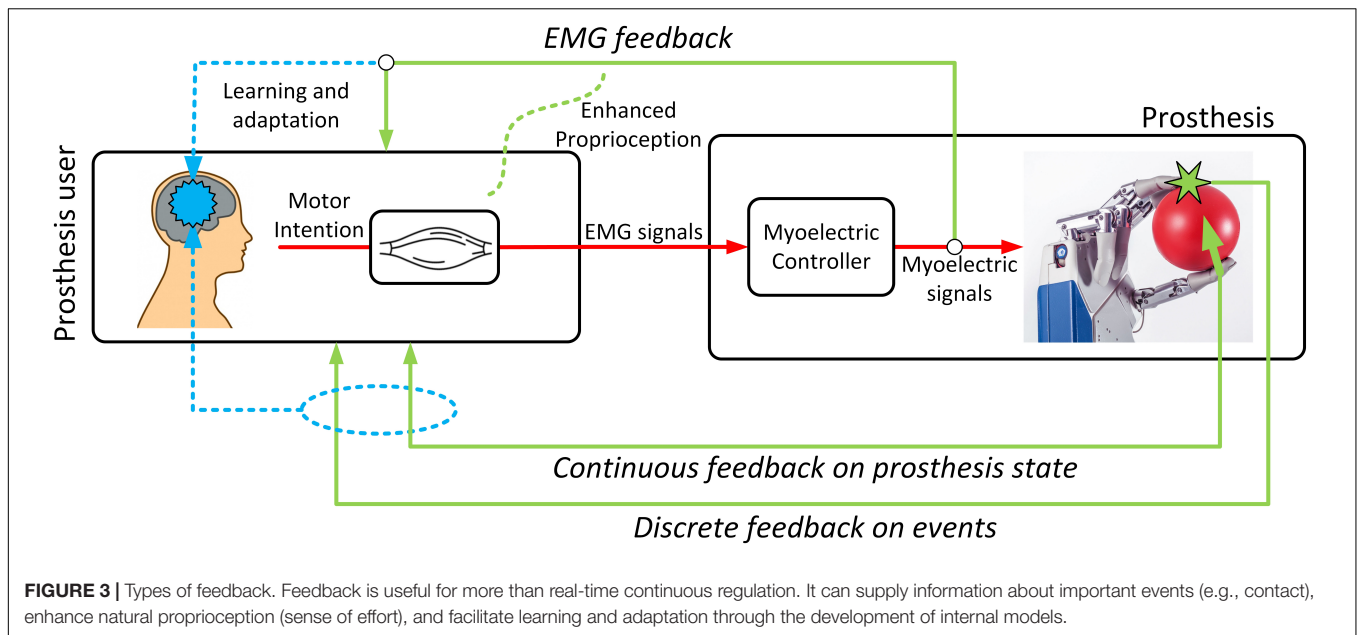 EMG feedback
Learning and
adaptation
Enhanced
Proprioception
Prosthesis
Prosthesis user
Motor
Intention
EMG signals
Myoelectric
Controller
Myoelectric
signals
Continuous feedback on prosthesis state
Discrete feedback on events
FIGURE 3 | Types of feedback. Feedback is useful for more than real-time continuous regulation. It can supply information about important events (e.g., contact),
enhance natural proprioception (sense of effort), and facilitate learning and adaptation through the development of internal models.